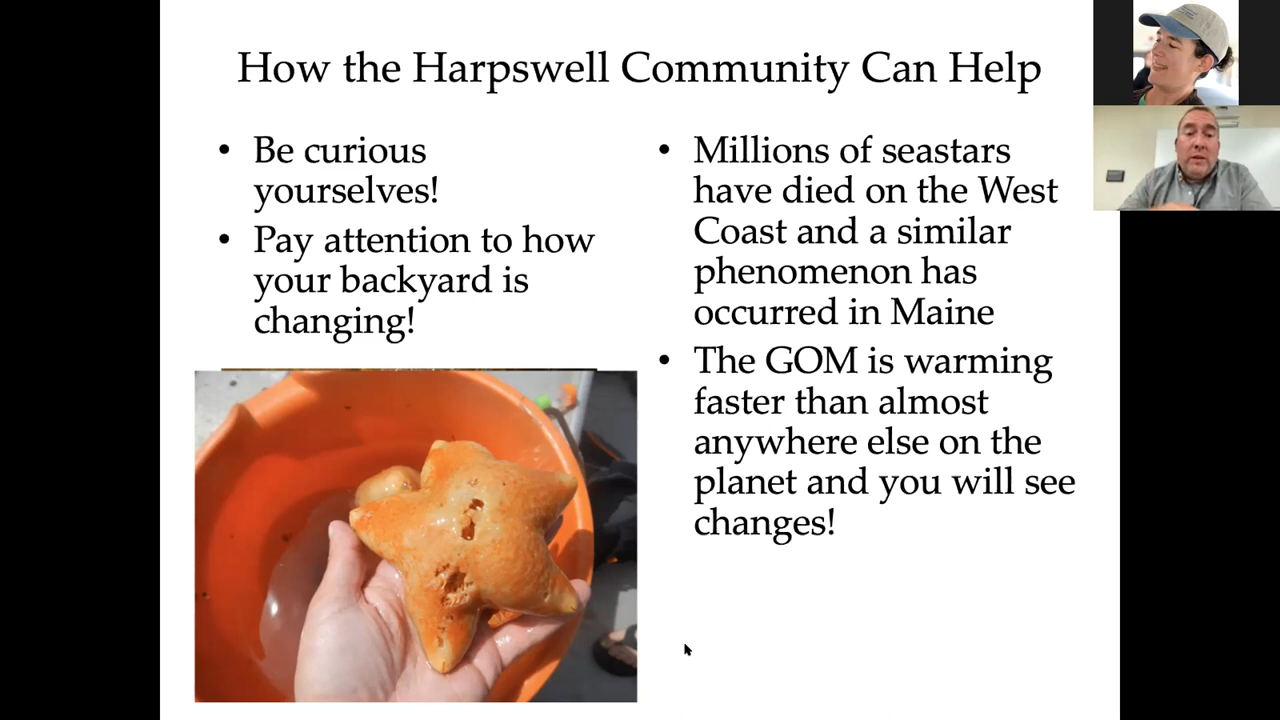 How the Harpswell Community Can Help
• Be curious
yourselves!
• Pay attention to how
your backyard is
changing!
• Millions of seastars
have died on the West
Coast and a similar
phenomenon has
occurred in Maine
• The GOM is warming
faster than almost
anywhere else on the
planet and you will see
changes!